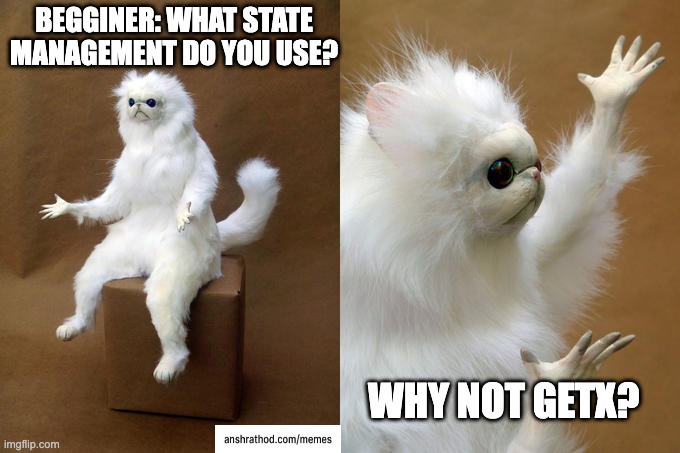 BEGGINER: WHAT STATE
MANAGEMENT DO YOU USE?
WHY NOT GETX?
anshrathod.com/memes
imgflip.com